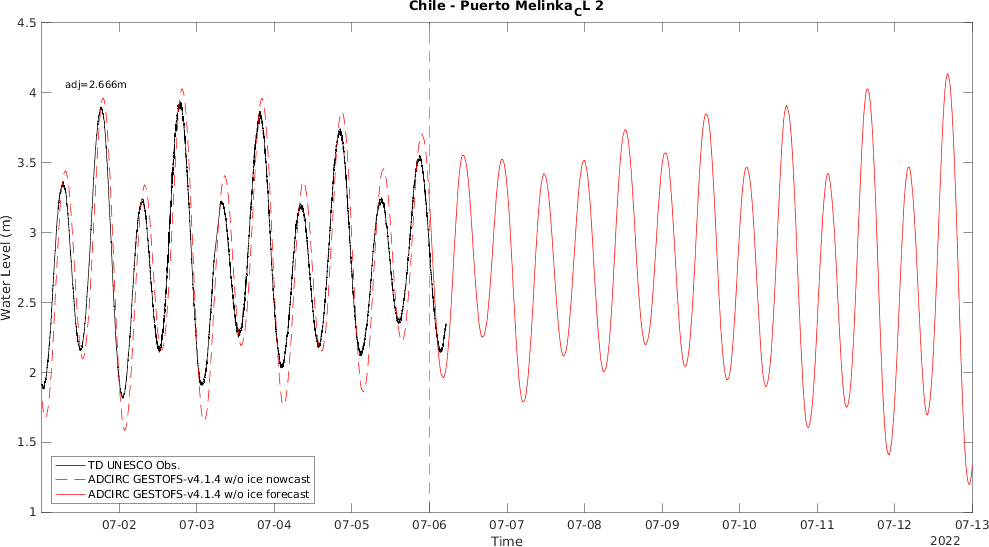 Chile - Puerto Melinka_CL 2
adj=2.666m
Water Level (m)
4.5
4
3.5
3
2.5
2
1.5
1
TD UNESCO Obs.
ADCIRC GESTOFS-v4.1.4 w/o ice nowcast
ADCIRC GESTOFS-v4.1.4 w/o ice forecast
07-02 07-03 07-04 07-05 07-06 07-07 07-08 07-09 07-10 07-11 07-12 07-13
Time
2022